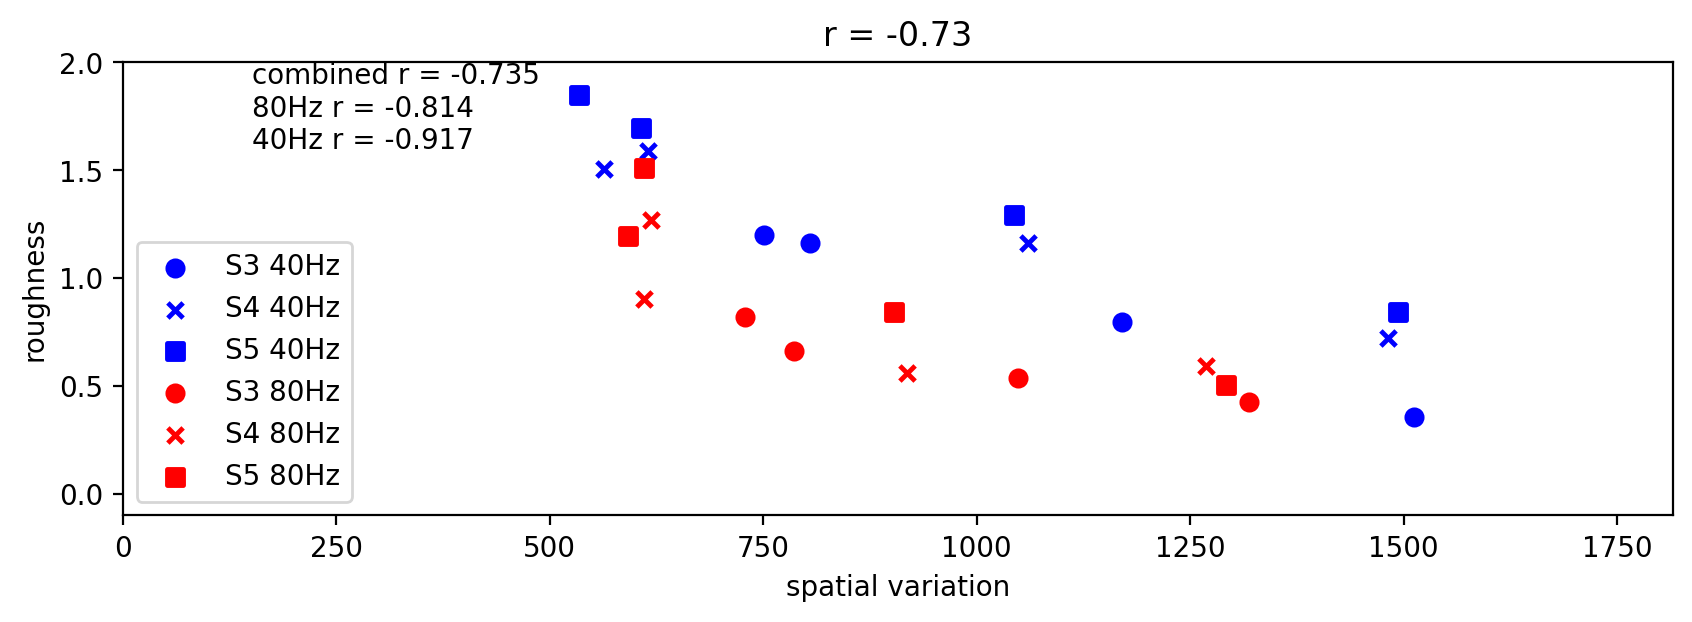 r = -0.73
combined r = -0.735
80Hz r = -0.814
40Hz r = -0.917
roughness
2.0
1.5
1.0
0.5
0.0
S3 40Hz
S4 40Hz
S5 40Hz
S3 80Hz
S4 80Hz
S5 80Hz
0 250 500 750 1000 1250 1500 1750
spatial variation